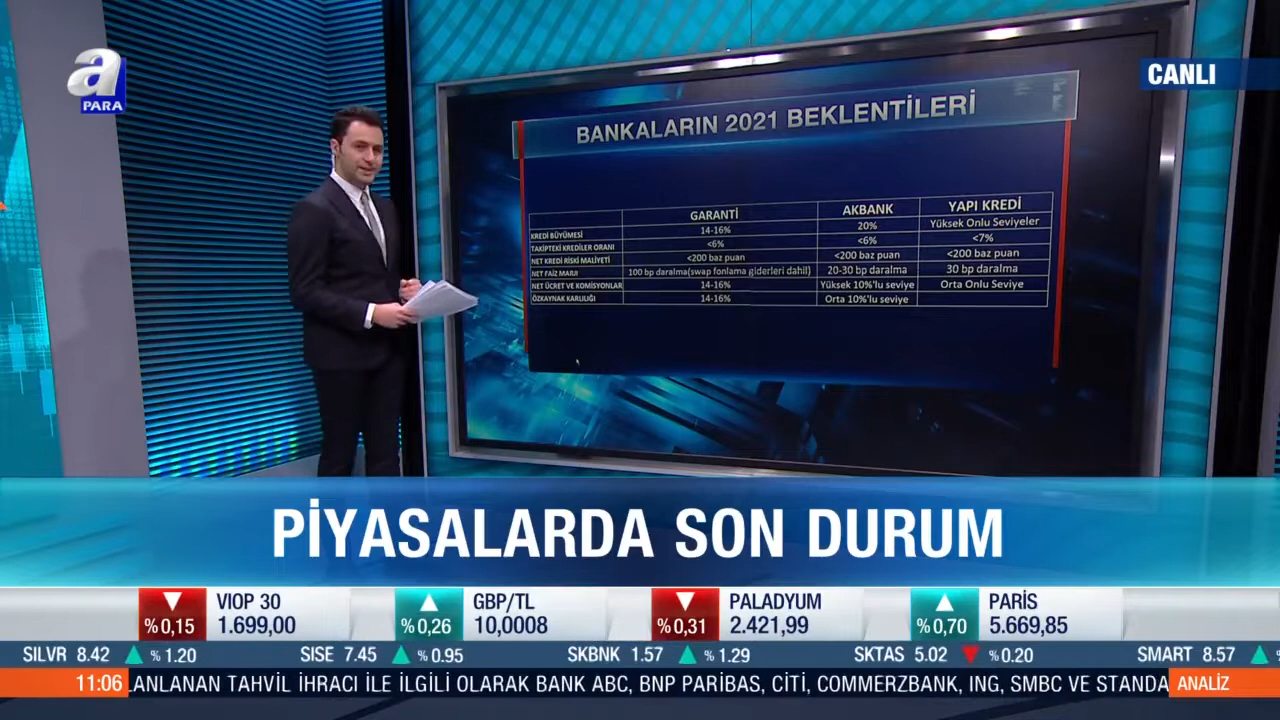 a
PARA
CANLI
BANKALARIN 2021 BEKLENTİLERİ
GARANTİ AKBANK YAPI KREDİ
KREDİ BÜYÜMESİ 14-16% 20% Yüksek Onlu Seviyeler
TAKİPTEKİ KREDİLER ORANI <6% <6% <7%
NET KREDİ RİSKİ MALİYETİ <200 baz puan <200 baz puan <200 baz puan
NET FAİZ MARJI 100 bp daralma(swap fonlama giderleri dahil) 20-30 bp daralma 30 bp daralma
NET ÜCRET VE KOMİSYONLAR 14-16% Yüksek 10%'lu seviye Orta Onlu Seviye
ÖZKAYNAK KARLILIĞI 14-16% Orta 10%'lu seviye
PİYASALARDA SON DURUM
VIOP 30 GBP/TL PALADYUM PARİS
%0,15 1.699,00 %0,26 10,0008 %0,31 2.421,99 %0,70 5.669,85
SILVR 8.42 % 1.20 SISE 7.45 % 0.95 SKBNK 1.57 % 1.29 SKTAS 5.02 % 0.20 SMART 8.57 %
11:06 LANLANAN TAHVİL İHRACI İLE İLGİLİ OLARAK BANK ABC, BNP PARİBAS, CİTİ, COMMERZBANK, ING, SMBC VE STANDA ANALİZ